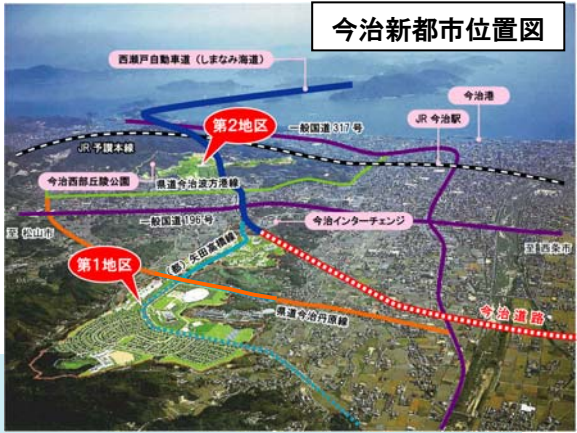 今治新都市位置図
西瀬戸自動車道（しまなみ海道）
今治港
第2地区
一般国道317号
JR今治駅
JR予讃本線
今治西部丘陵公園
県道今治波方港線
一般国道196号
今治インターチェンジ
至 松山市
至 西条市
（都）矢田高橋線
第1地区
今治道路
県道今治丹原線